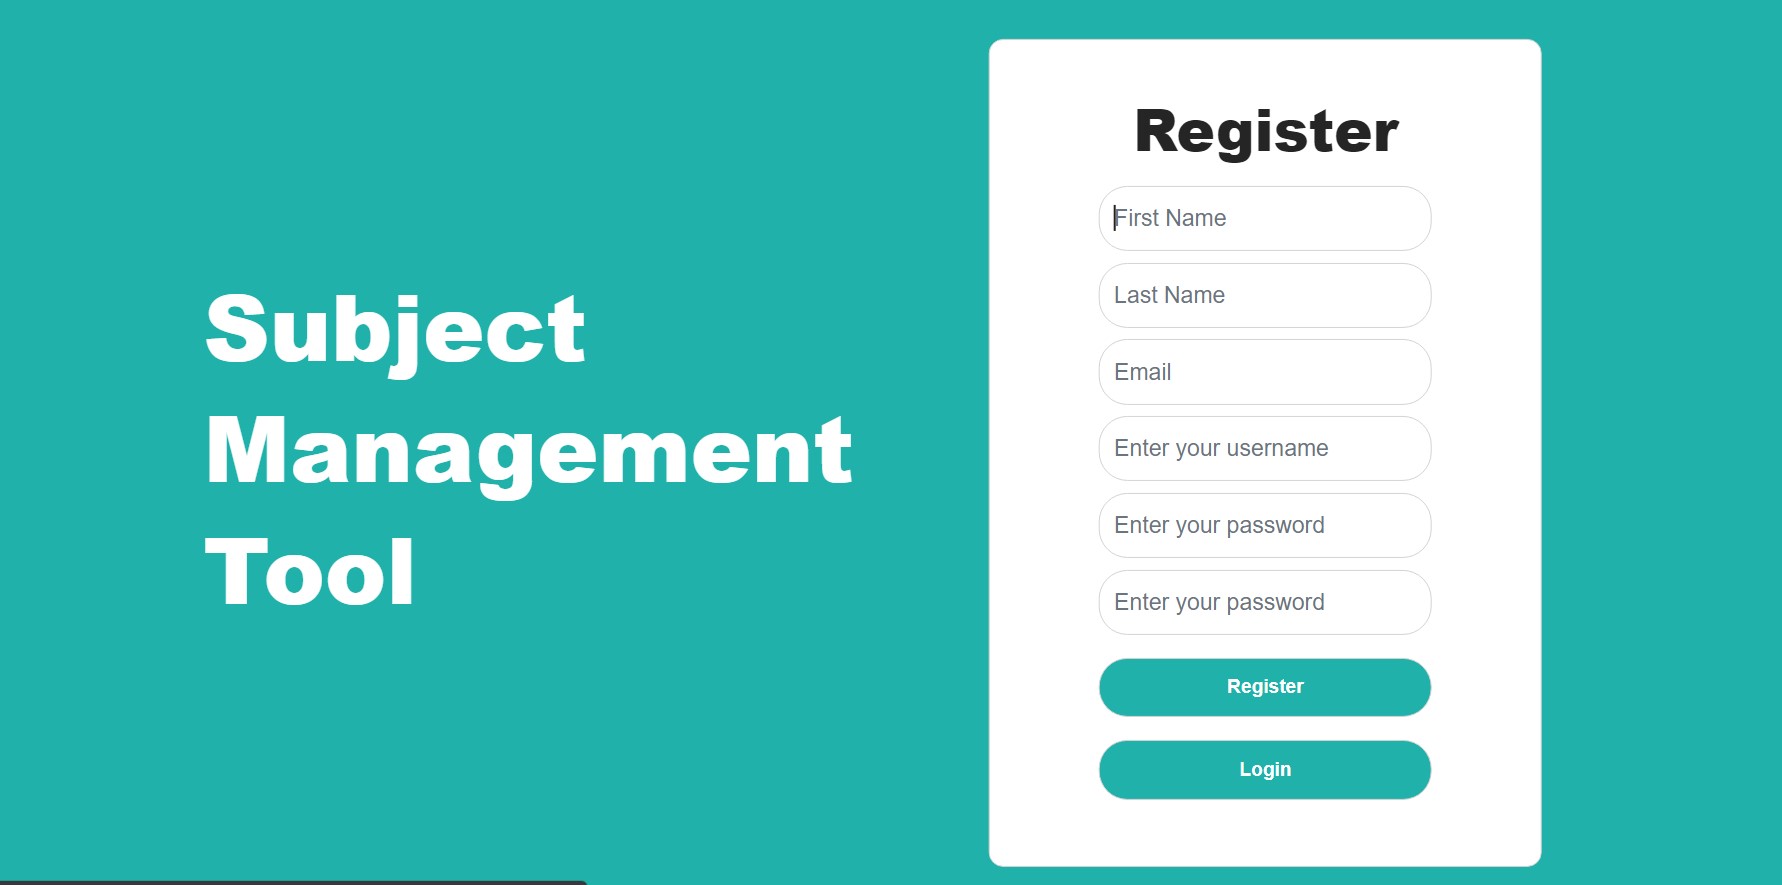 Subject
Management
Tool
Register
First Name
Last Name
Email
Enter your username
Enter your password
Enter your password
Register
Login